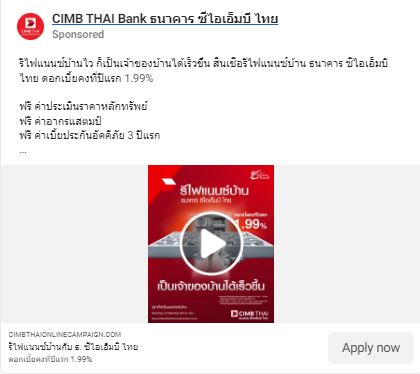 CIMB THAI Bank ธนาคาร ซีไอเอ็มบี ไทย
Sponsored
รีไฟแนนซ์บ้านไว ก็เป็นเจ้าของบ้านได้เร็วขึ้น สินเชื่อรีไฟแนนซ์บ้าน ธนาคาร ซีไอเอ็มบี
ไทย ดอกเบี้ยคงที่ปีแรก 1.99%
ฟรี ค่าประเมินราคาหลักทรัพย์
ฟรี ค่าอากรแสตมป์
ฟรี ค่าเบี้ยประกันอัคคีภัย 3 ปีแรก
...
รีไฟแนนซ์บ้าน
ธนาคาร ซีไอเอ็มบี ไทย
1.99%
เป็นเจ้าของบ้านได้เร็วขึ้น
CIMB THAI
CIMBTHAIONLINECAMPAIGN.COM
รีไฟแนนซ์บ้านกับ ธ. ซีไอเอ็มบี ไทย
ดอกเบี้ยคงที่ปีแรก 1.99%
Apply now